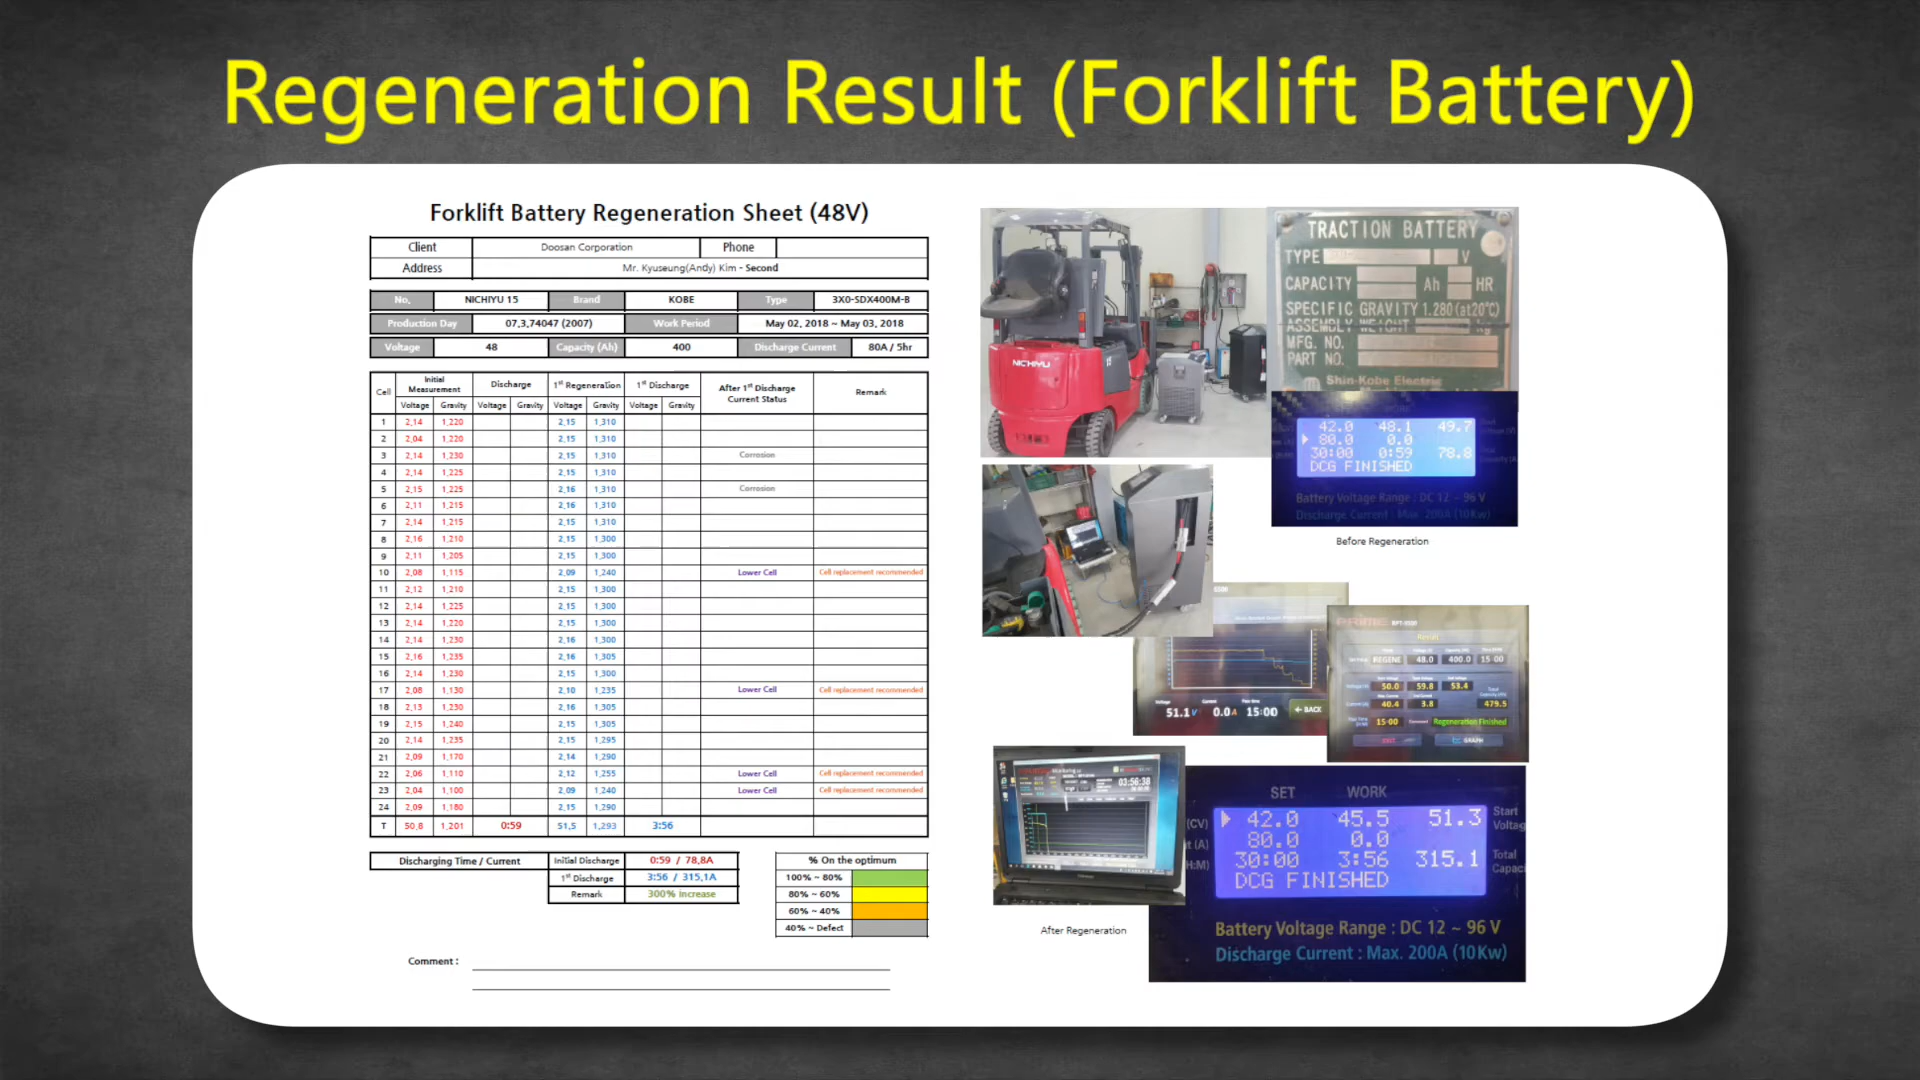 Regeneration Result (Forklift Battery)
Forklift Battery Regeneration Sheet (48V)
Client Doosan Corporation Phone
Address Mr. Kyuseung(Andy) Kim - Second
No. NICHIYU 15 Brand KOBE Type 3X0-SDX400M-B
Production Day 07.3.74047 (2007) Work Period May 02, 2018 ~ May 03, 2018
Voltage 48 Capacity (Ah) 400 Discharge Current 80A / 5hr
Cell Initial Measurement Discharge 1st Regeneration 1st Discharge After 1st Discharge Current Status Remark
Voltage Gravity Voltage Gravity Voltage Gravity Voltage Gravity
1 2,14 1,220 2,15 1,310
2 2,04 1,220 2,15 1,310
3 2,14 1,230 2,15 1,310 Corrosion
4 2,14 1,225 2,15 1,310
5 2,15 1,225 2,16 1,310 Corrosion
6 2,11 1,215 2,16 1,310
7 2,14 1,215 2,15 1,310
8 2,16 1,210 2,15 1,300
9 2,11 1,205 2,15 1,300
10 2,08 1,115 2,09 1,240 Lower Cell Cell replacement recommended
11 2,12 1,210 2,15 1,300
12 2,14 1,225 2,15 1,300
13 2,14 1,220 2,15 1,300
14 2,14 1,230 2,16 1,300
15 2,16 1,235 2,16 1,305
16 2,14 1,230 2,15 1,300
17 2,08 1,130 2,10 1,235 Lower Cell Cell replacement recommended
18 2,13 1,230 2,16 1,305
19 2,15 1,240 2,15 1,305
20 2,14 1,235 2,15 1,295
21 2,09 1,170 2,14 1,290
22 2,06 1,110 2,12 1,255 Lower Cell Cell replacement recommended
23 2,04 1,100 2,09 1,240 Lower Cell Cell replacement recommended
24 2,09 1,180 2,15 1,290
T 50,8 1,201 0:59 51,5 1,293 3:56
Discharging Time / Current Initial Discharge 0:59 / 78,8A
1st Discharge 3:56 / 315,1A
Remark 300% increase
% On the optimum
100% ~ 80%
80% ~ 60%
60% ~ 40%
40% ~ Defect
Comment :
NICHIYU
TRACTION BATTERY
TYPE V
CAPACITY Ah HR
SPECIFIC GRAVITY 1.280(at20°C)
ASSEMBLY WEIGHT kg
MFG. NO.
PART NO.
Shin-Kobe Electric
42.0 48.1 49.7
80.0 0.0
30:00 0:59 78.8
DCG FINISHED
Battery Voltage Range : DC 12 ~ 96 V
Discharge Current : Max. 200A (10Kw)
Before Regeneration
Voltage Current
51.1V 0.0A 15:00 BACK
PRIME
Result
REGENE 48.0 400.0 15:00
50.0 59.8 53.4
40.4 3.8 479.5
15:00 Regeneration Finished
GRAPH
03:56:38
After Regeneration
SET WORK
42.0 45.5 51.3 Start Voltag
80.0 0.0
30:00 3:56 315.1 Total Capaci
DCG FINISHED
(CV)
(A)
H:M)
Battery Voltage Range : DC 12 ~ 96 V
Discharge Current : Max. 200A (10Kw)